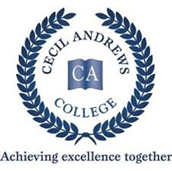 CECIL ANDREWS
CA
COLLEGE
Achieving excellence together